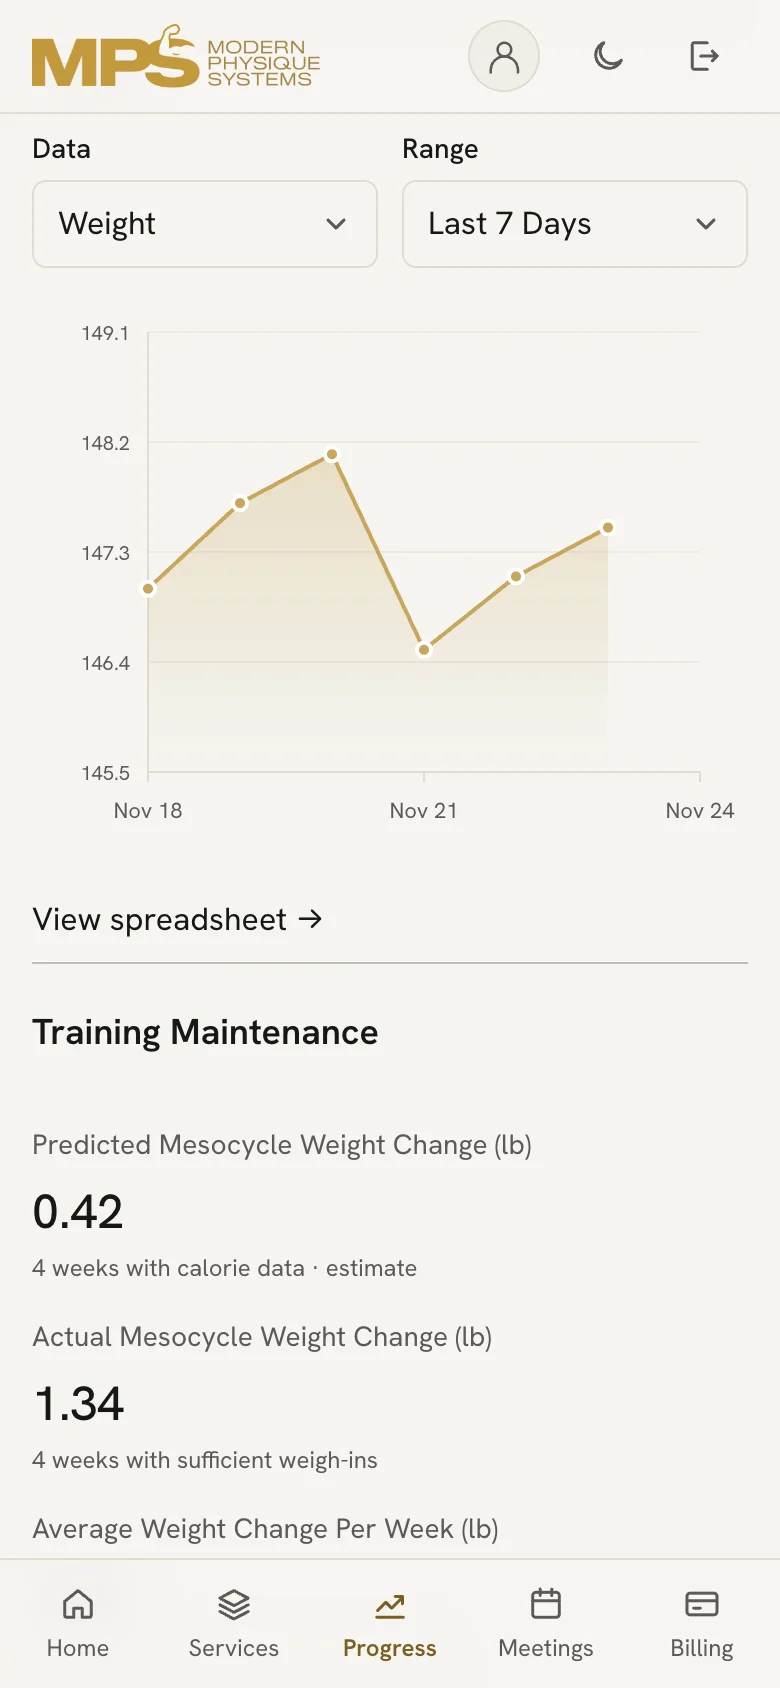 MPS MODERN
PHYSIQUE
SYSTEMS
Data
Range
Weight
Last 7 Days
149.1
148.2
147.3
146.4
145.5
Nov 18
Nov 21
Nov 24
View spreadsheet →
Training Maintenance
Predicted Mesocycle Weight Change (lb)
0.42
4 weeks with calorie data · estimate
Actual Mesocycle Weight Change (lb)
1.34
4 weeks with sufficient weigh-ins
Average Weight Change Per Week (lb)
Home
Services
Progress
Meetings
Billing